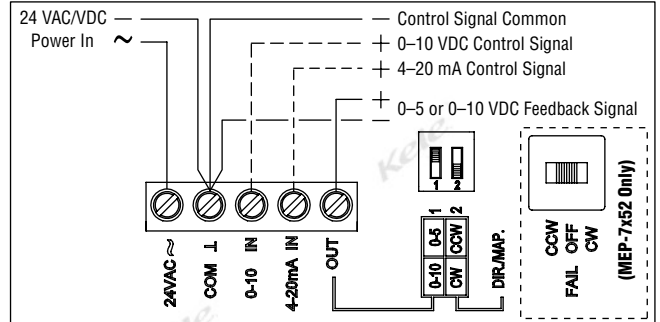 24 VAC/VDC
Power In ~
Control Signal Common
+ 0–10 VDC Control Signal
+ 4–20 mA Control Signal
+
–
0–5 or 0–10 VDC Feedback Signal
Kele
1 2
24VAC ~
COM ⊥
0-10 IN
4-20mA IN
OUT
1 2
0-5 CCW
0-10 CW
DIR./MAP.
CCW
FAIL OFF
CW
(MEP-7x52 Only)
Kele